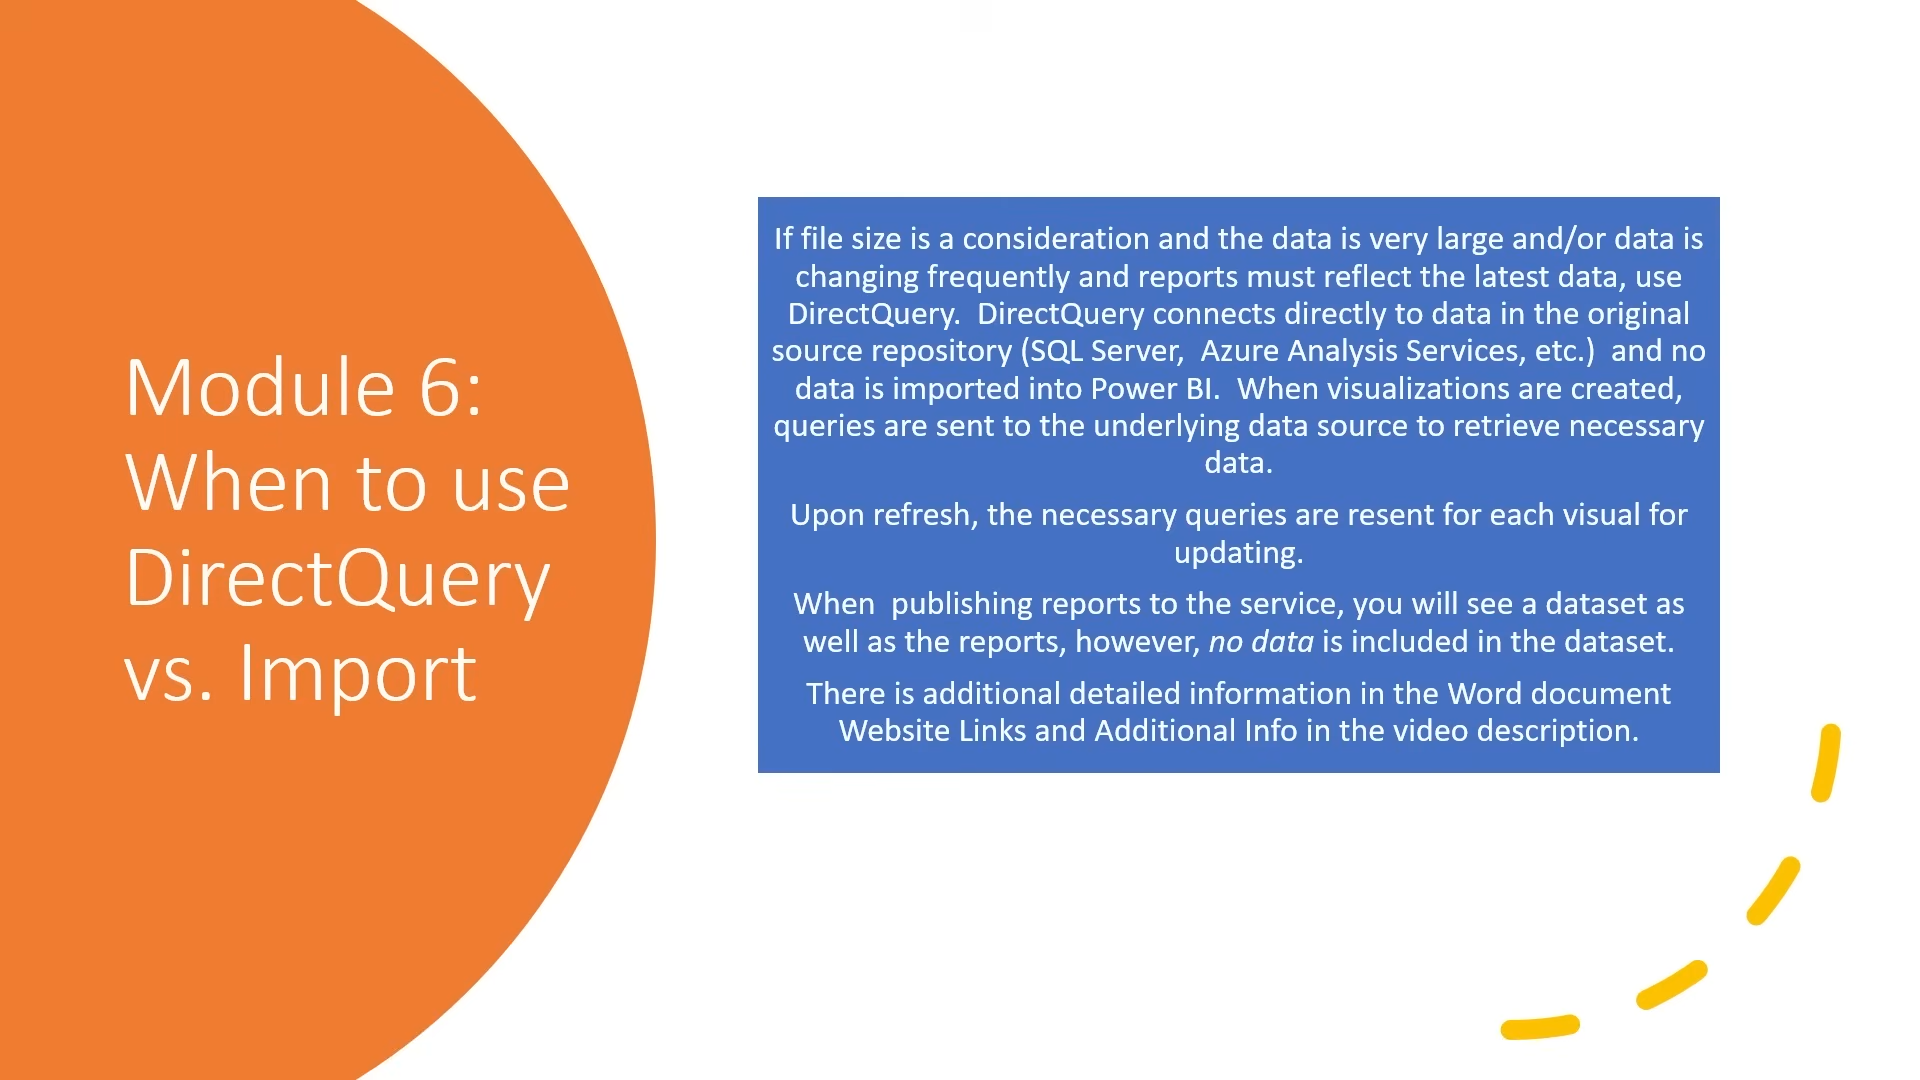 Module 6:
When to use
DirectQuery
vs. Import
If file size is a consideration and the data is very large and/or data is
changing frequently and reports must reflect the latest data, use
DirectQuery.  DirectQuery connects directly to data in the original
source repository (SQL Server,  Azure Analysis Services, etc.)  and no
data is imported into Power BI.  When visualizations are created,
queries are sent to the underlying data source to retrieve necessary
data.
Upon refresh, the necessary queries are resent for each visual for
updating.
When  publishing reports to the service, you will see a dataset as
well as the reports, however, no data is included in the dataset.
There is additional detailed information in the Word document
Website Links and Additional Info in the video description.